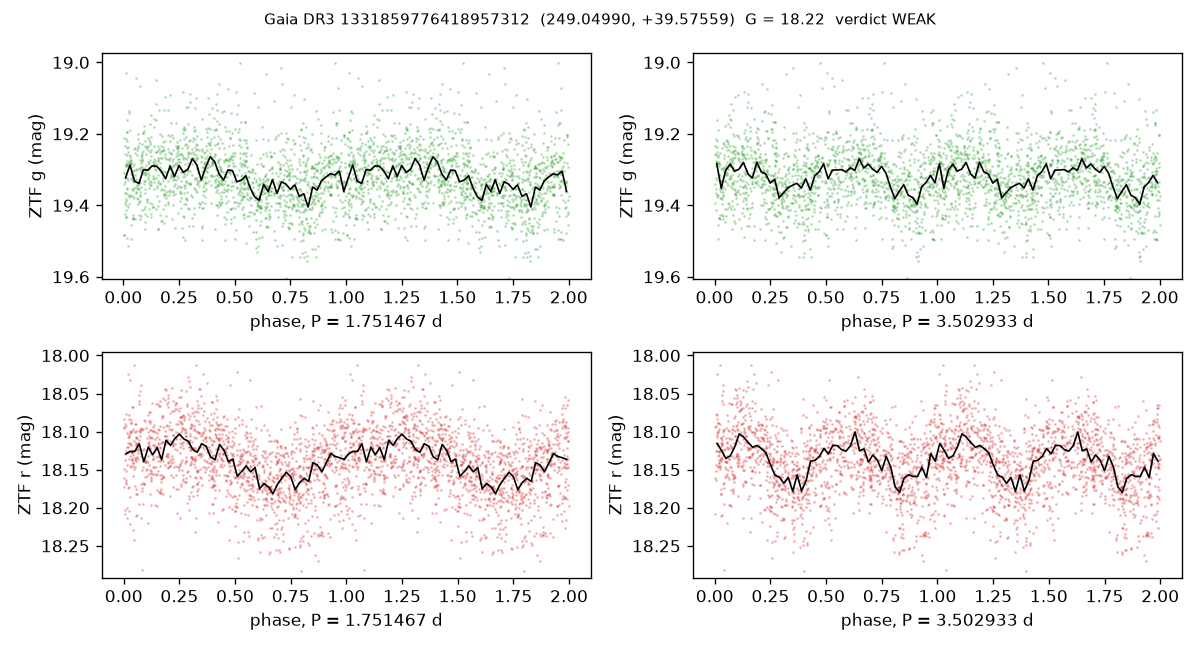 Gaia DR3 1331859776418957312  (249.04990, +39.57559)  G = 18.22  verdict WEAK
ZTF g (mag)
19.0
19.2
19.4
19.6
0.00 0.25 0.50 0.75 1.00 1.25 1.50 1.75 2.00
phase, P = 1.751467 d
ZTF g (mag)
19.0
19.2
19.4
19.6
0.00 0.25 0.50 0.75 1.00 1.25 1.50 1.75 2.00
phase, P = 3.502933 d
ZTF r (mag)
18.00
18.05
18.10
18.15
18.20
18.25
0.00 0.25 0.50 0.75 1.00 1.25 1.50 1.75 2.00
phase, P = 1.751467 d
ZTF r (mag)
18.00
18.05
18.10
18.15
18.20
18.25
0.00 0.25 0.50 0.75 1.00 1.25 1.50 1.75 2.00
phase, P = 3.502933 d